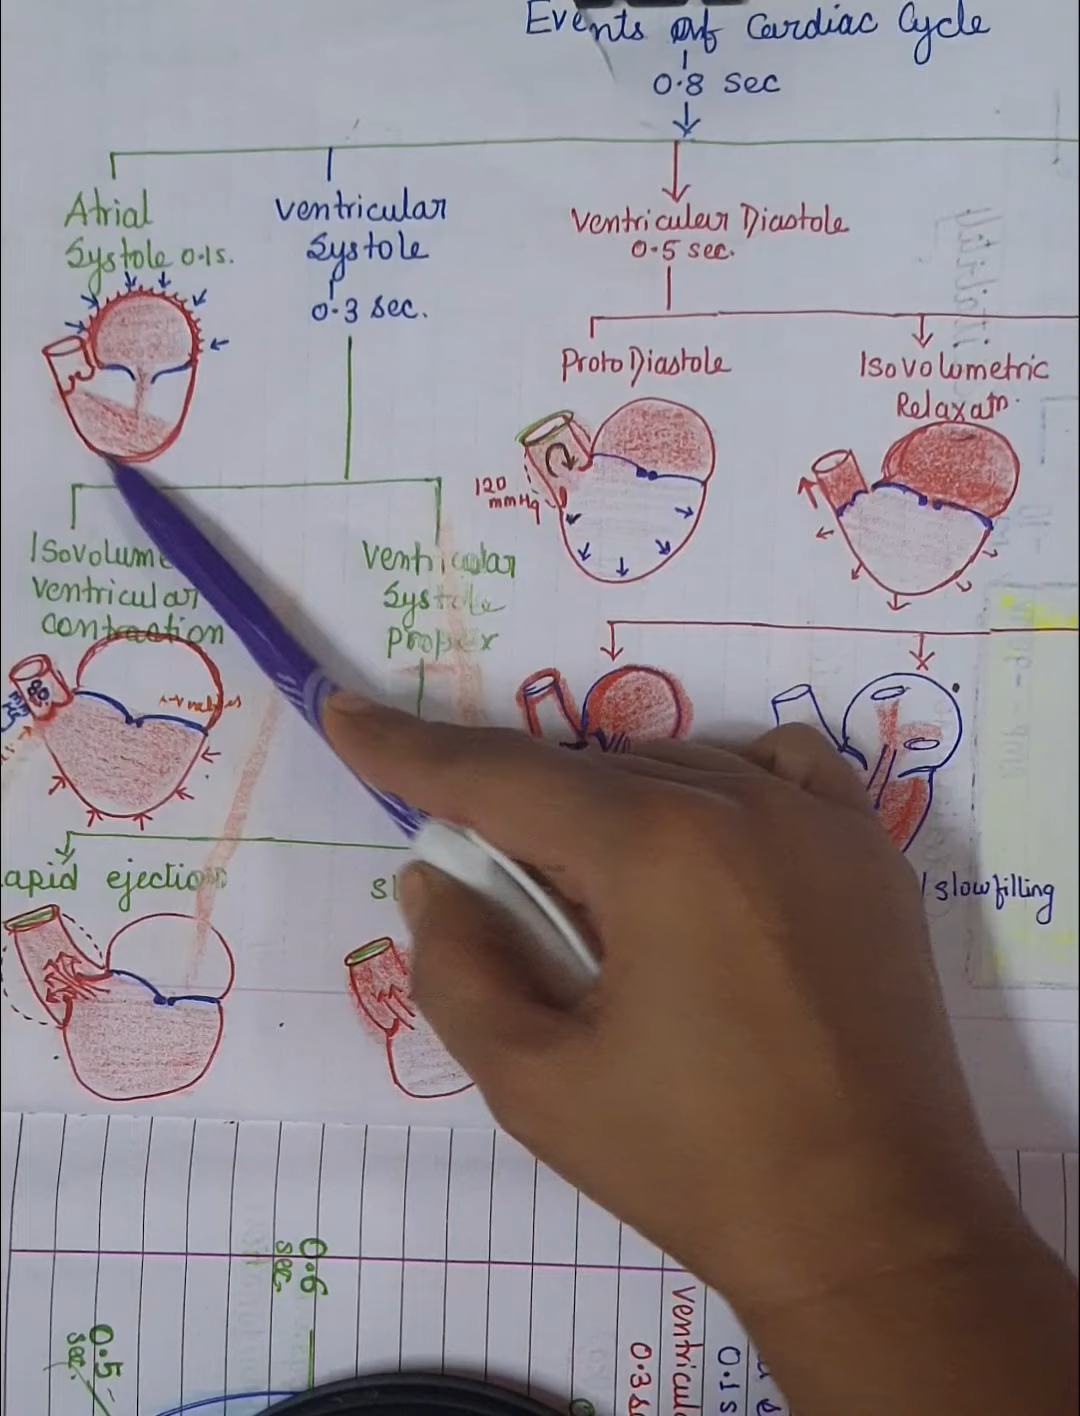 Events of Cardiac Cycle
0.8 sec
Atrial
Systole 0.1s.
Ventricular
Systole
0.3 sec.
Ventricular Diastole
0.5 sec.
Proto Diastole
Isovolumetric
Relaxatn.
120
mmHg
Isovolume
ventricular
contraction
Ventricular
Systole
proper
80
apid ejection
sl
slow filling
0.6
sec.
0.5
sec.
ventricul
0.3 s
0.1 s